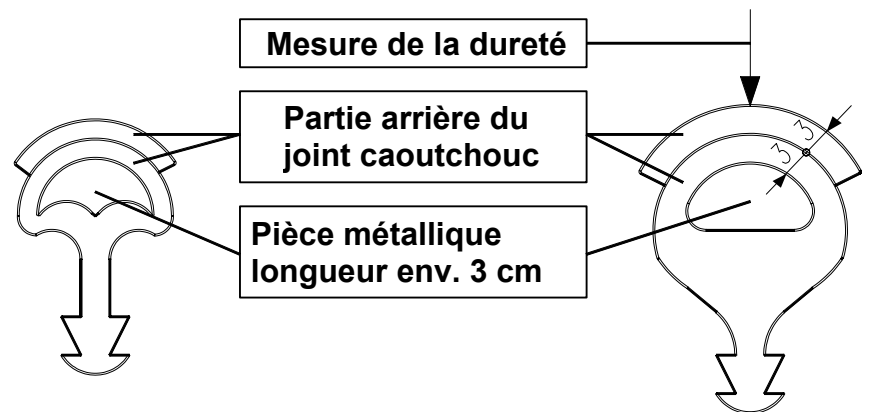 Mesure de la dureté
Partie arrière du
joint caoutchouc
3
3
Pièce métallique
longueur env. 3 cm